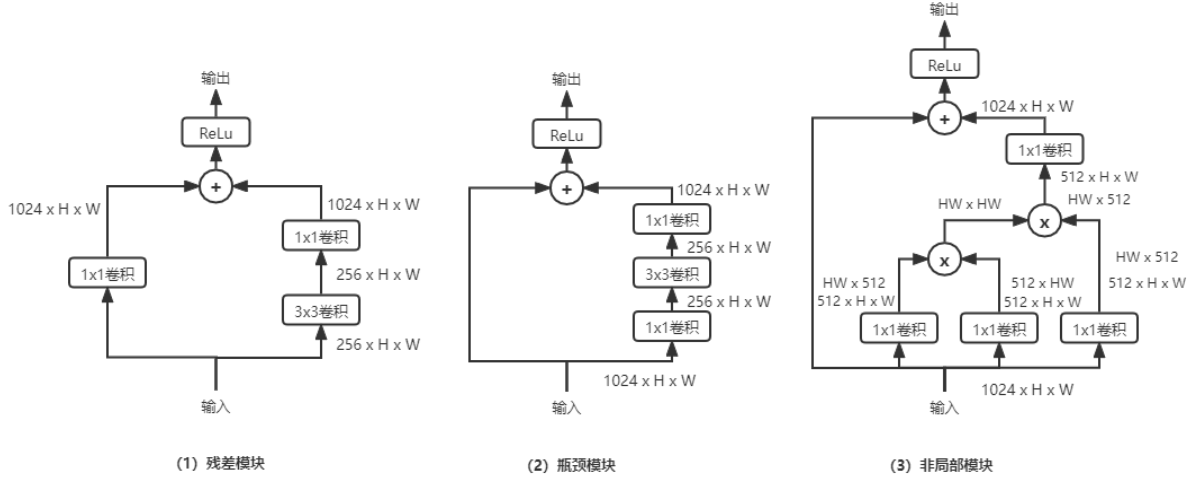 输出
ReLu
+
1024 x H x W
1024 x H x W
1x1卷积
1x1卷积
256 x H x W
3x3卷积
256 x H x W
输入
(1) 残差模块
输出
ReLu
+
1024 x H x W
1x1卷积
256 x H x W
3x3卷积
256 x H x W
1x1卷积
1024 x H x W
输入
(2) 瓶颈模块
输出
ReLu
1024 x H x W
+
1x1卷积
512 x H x W
HW x HW
HW x 512
x
x
HW x 512
HW x 512
512 x HW
512 x H x W
512 x H x W
512 x H x W
1x1卷积
1x1卷积
1x1卷积
1024 x H x W
输入
(3) 非局部模块